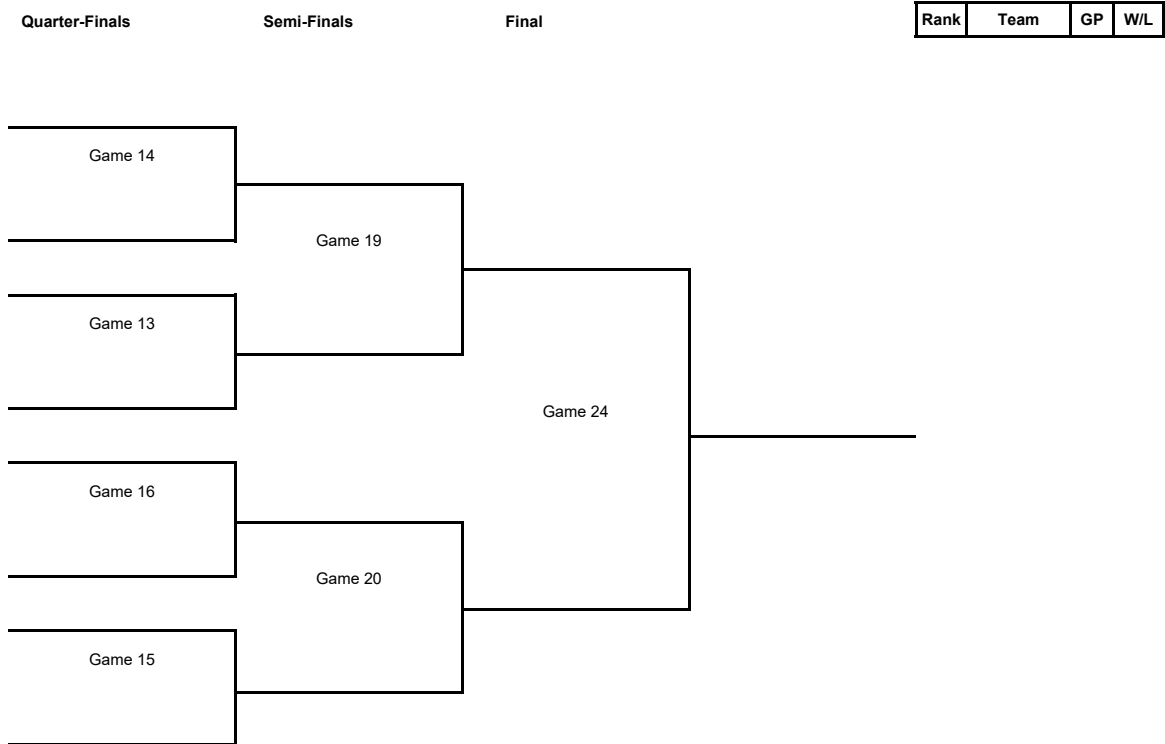 Quarter-Finals Semi-Finals Final Rank Team GP W/L
Game 14
Game 19
Game 13
Game 24
Game 16
Game 20
Game 15